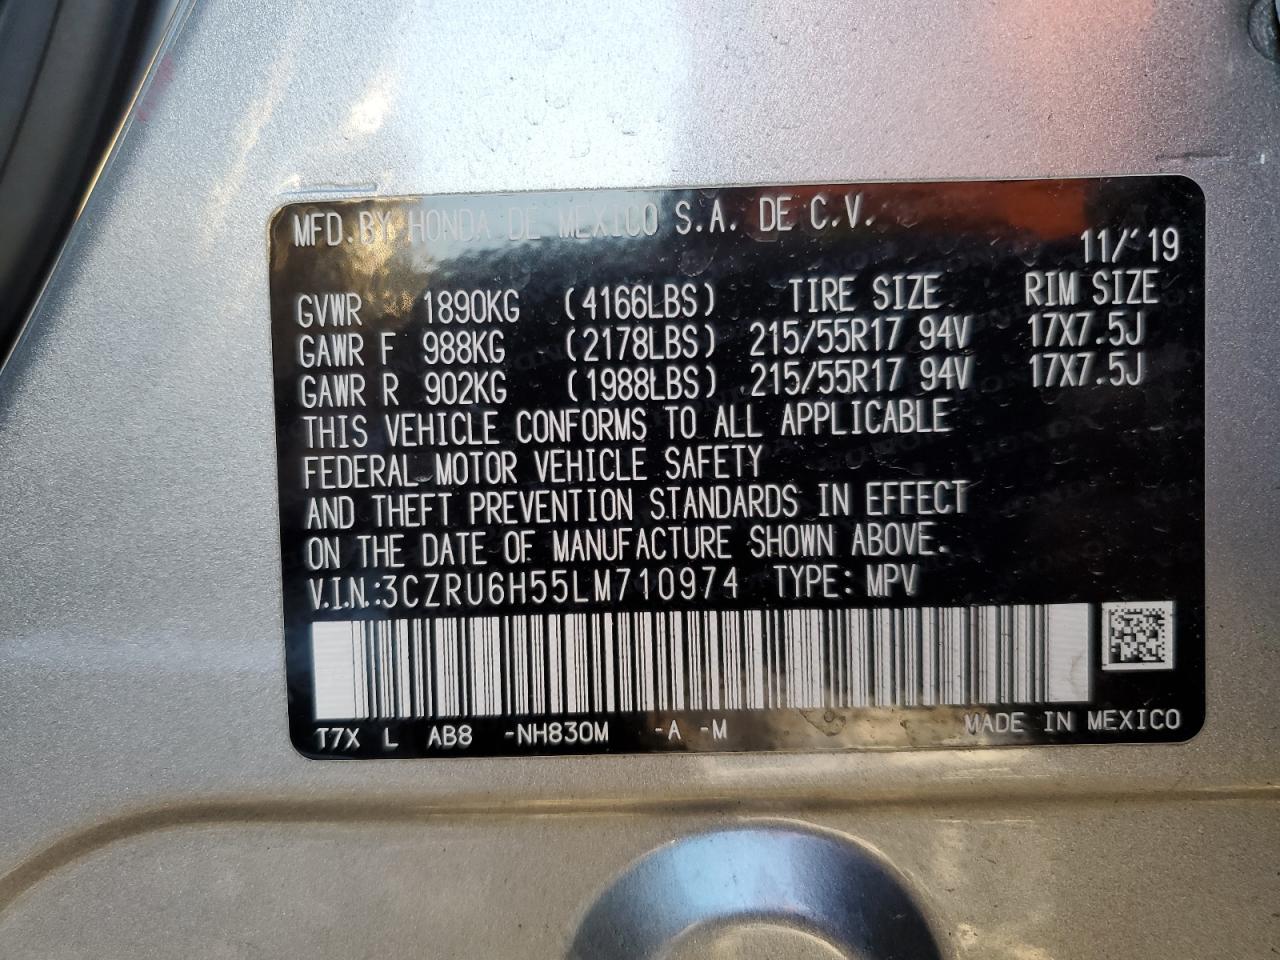 MFD. BY HONDA DE MEXICO S.A. DE C.V.
11/'19
GVWR 1890KG (4166LBS) TIRE SIZE RIM SIZE
GAWR F 988KG (2178LBS) 215/55R17 94V 17X7.5J
GAWR R 902KG (1988LBS) 215/55R17 94V 17X7.5J
THIS VEHICLE CONFORMS TO ALL APPLICABLE
FEDERAL MOTOR VEHICLE SAFETY
AND THEFT PREVENTION STANDARDS IN EFFECT
ON THE DATE OF MANUFACTURE SHOWN ABOVE.
V.I.N.:3CZRU6H55LM710974 TYPE: MPV
T7X L AB8 -NH830M -A -M MADE IN MEXICO